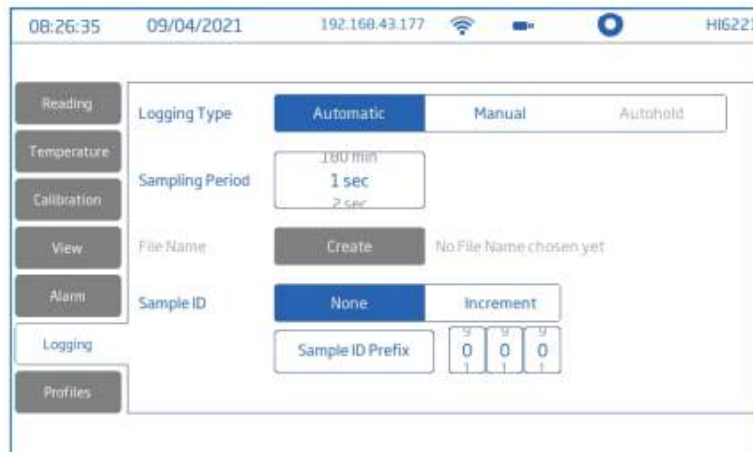 08:26:35 09/04/2021 192.168.43.177 HI6221
Reading
Temperature
Calibration
View
Alarm
Logging
Profiles
Logging Type Automatic Manual Autohold
180 min
Sampling Period 1 sec
2 sec
File Name Create No File Name chosen yet
Sample ID None Increment
9 9 9
Sample ID Prefix 0 0 0
1 1 1